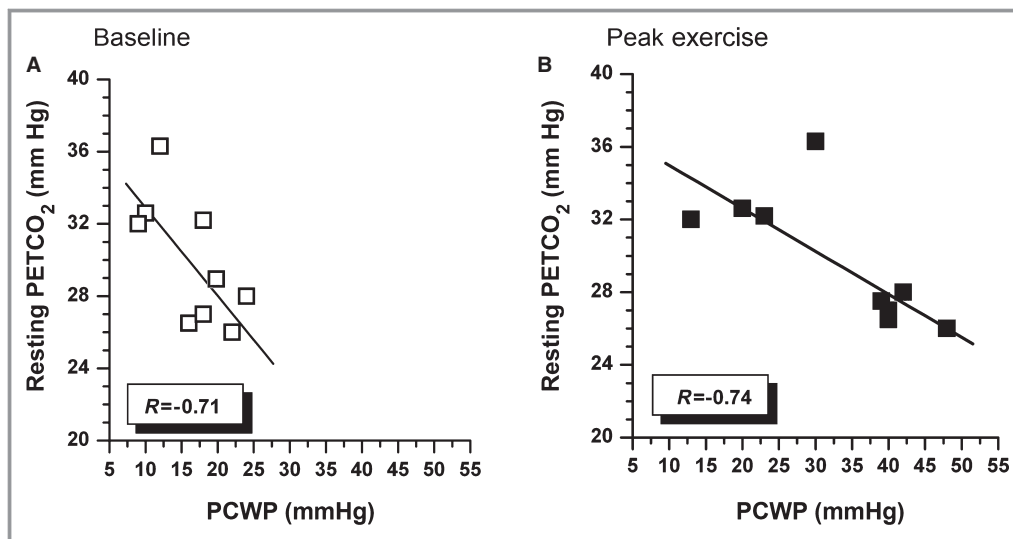 Baseline
A
Resting PETCO2 (mm Hg)
40
36
32
28
24
20
R=-0.71
5 10 15 20 25 30 35 40 45 50 55
PCWP (mmHg)
Peak exercise
B
Resting PETCO2 (mm Hg)
40
36
32
28
24
20
R=-0.74
5 10 15 20 25 30 35 40 45 50 55
PCWP (mmHg)